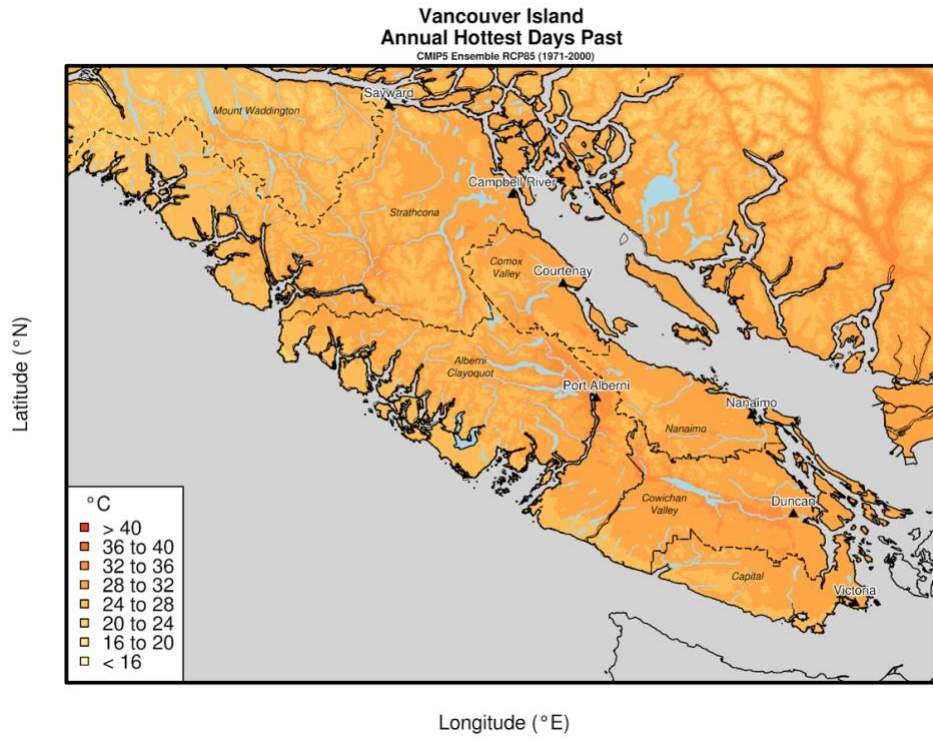 Vancouver Island
Annual Hottest Days Past
CMIP5 Ensemble RCP85 (1971-2000)
Sayward
Mount Waddington
Campbell River
Strathcona
Comox
Valley
Courtenay
Alberni
Clayoquot
Port Alberni
Nanaimo
Nanaimo
Cowichan
Valley
Duncan
Capital
Victoria
°C
> 40
36 to 40
32 to 36
28 to 32
24 to 28
20 to 24
16 to 20
< 16
Latitude (°N)
Longitude (°E)